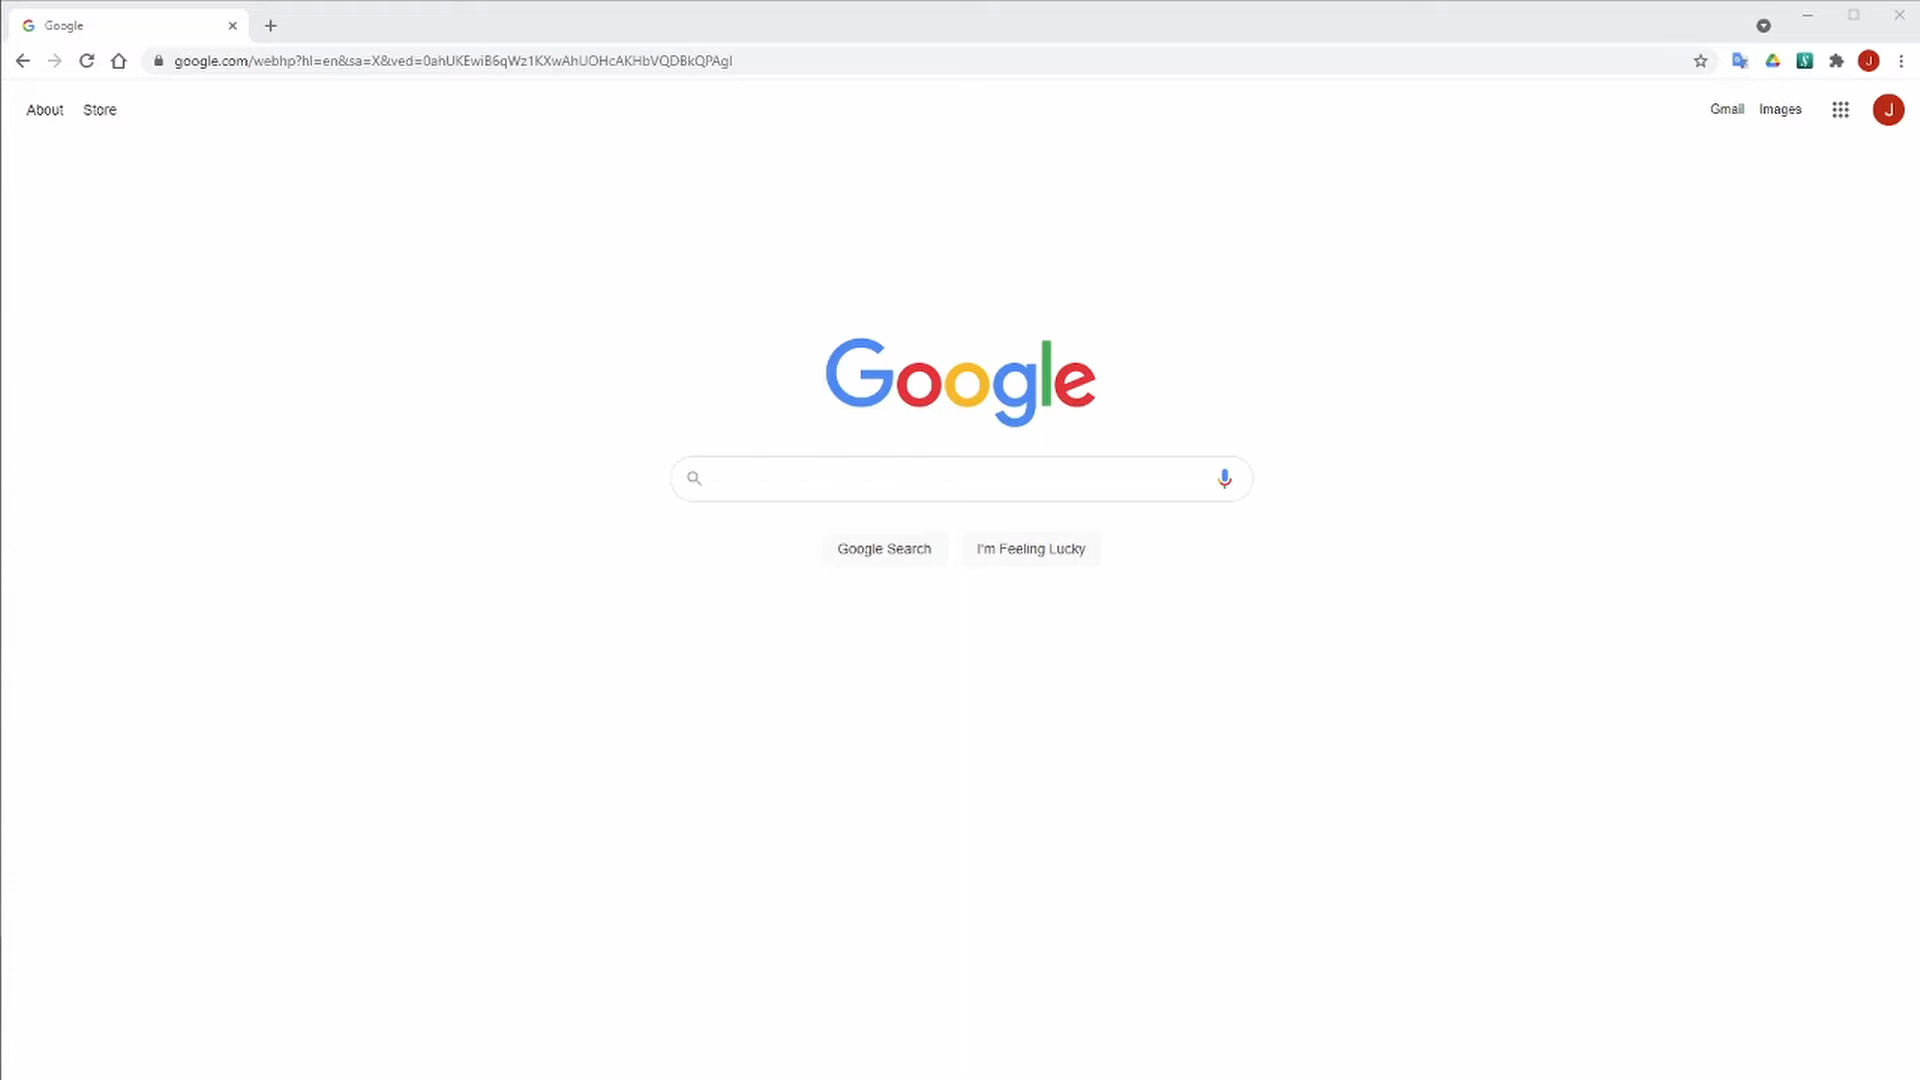 Google
google.com/webhp?hl=en&sa=X&ved=0ahUKEwiB6qWz1KXwAhUOHcAKHbVQDBkQPAgI
J
About Store
Gmail Images
J
Google
Google Search I'm Feeling Lucky